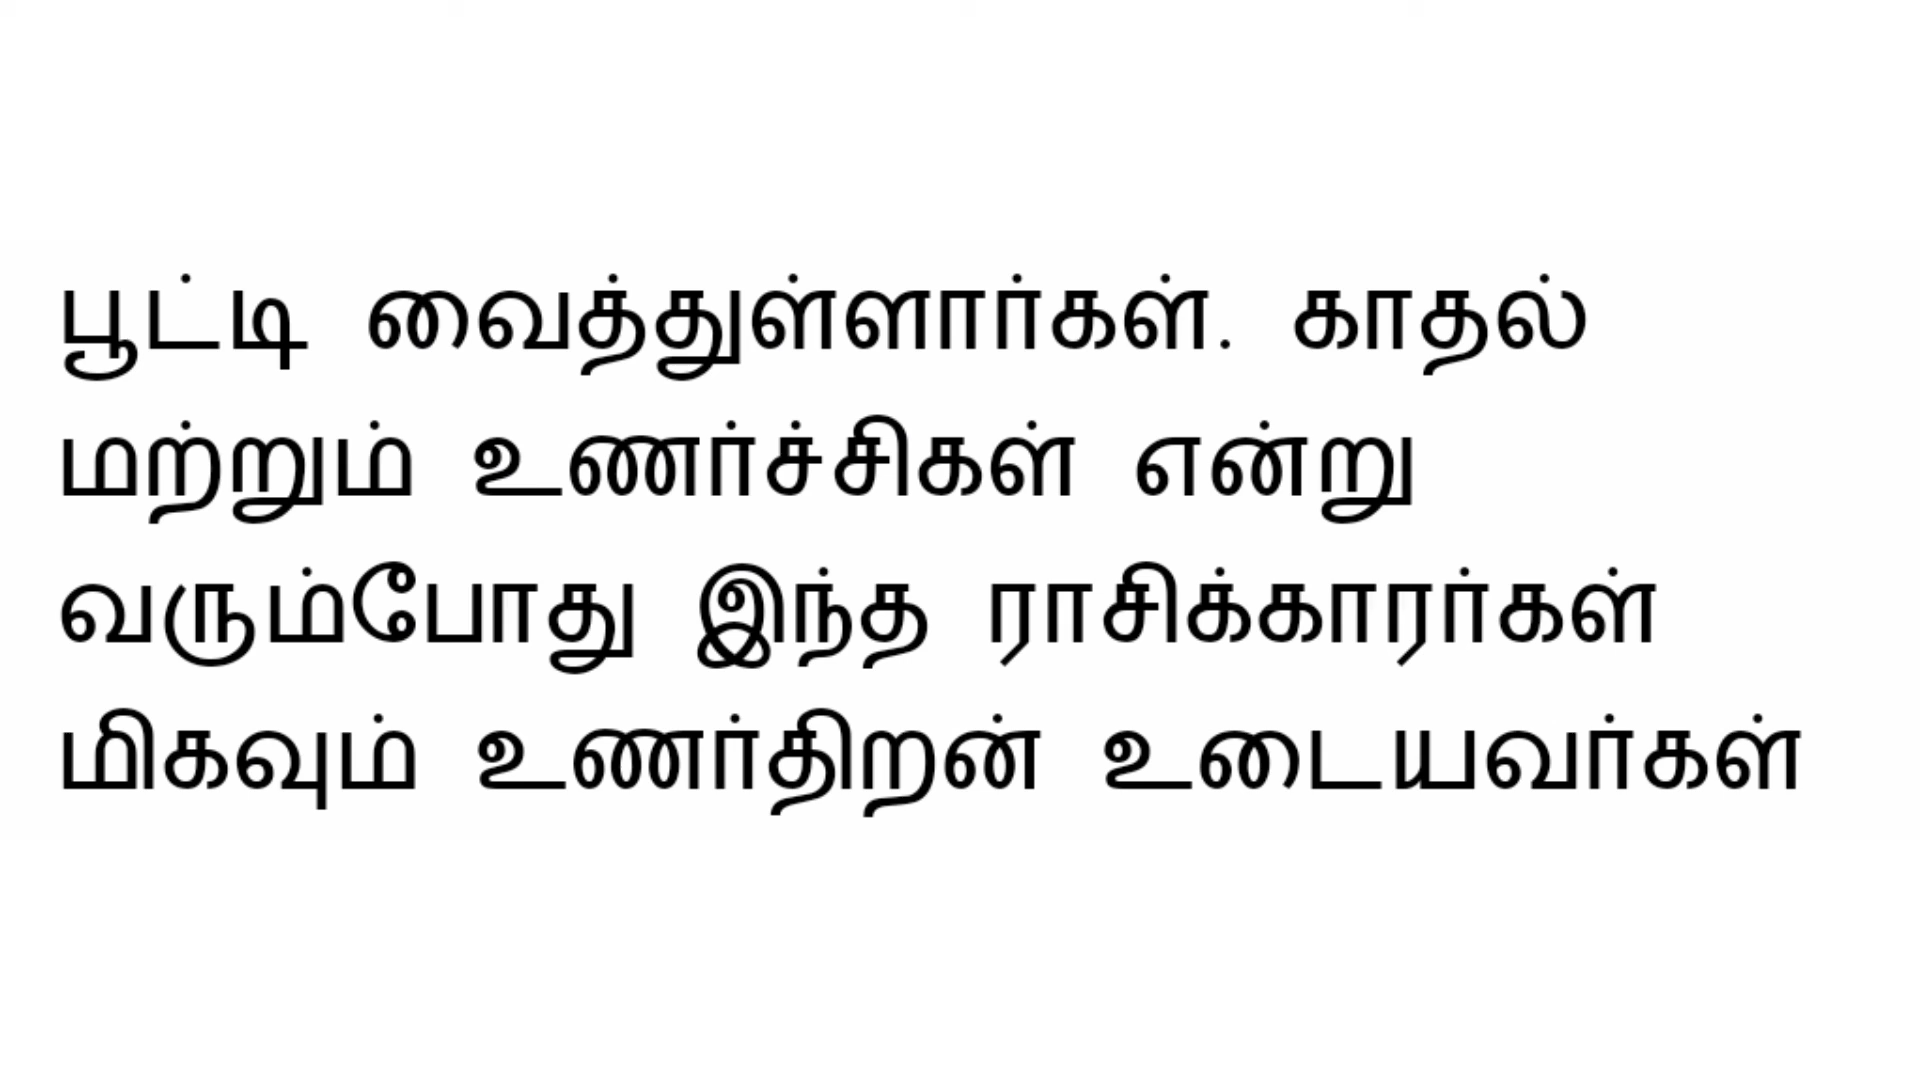 பூட்டி வைத்துள்ளார்கள். காதல்
மற்றும் உணர்ச்சிகள் என்று
வரும்போது இந்த ராசிக்காரர்கள்
மிகவும் உணர்திறன் உடையவர்கள்